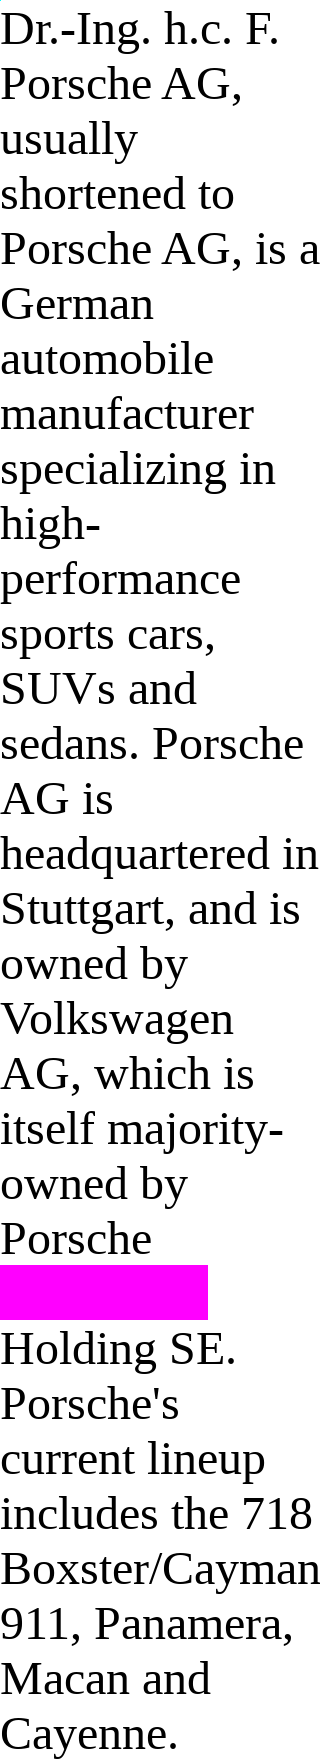 Dr.-Ing. h.c. F.
Porsche AG,
usually
shortened to
Porsche AG, is a
German
automobile
manufacturer
specializing in
high-
performance
sports cars,
SUVs and
sedans. Porsche
AG is
headquartered in
Stuttgart, and is
owned by
Volkswagen
AG, which is
itself majority-
owned by
Porsche
Holding SE.
Porsche's
current lineup
includes the 718
Boxster/Cayman
911, Panamera,
Macan and
Cayenne.